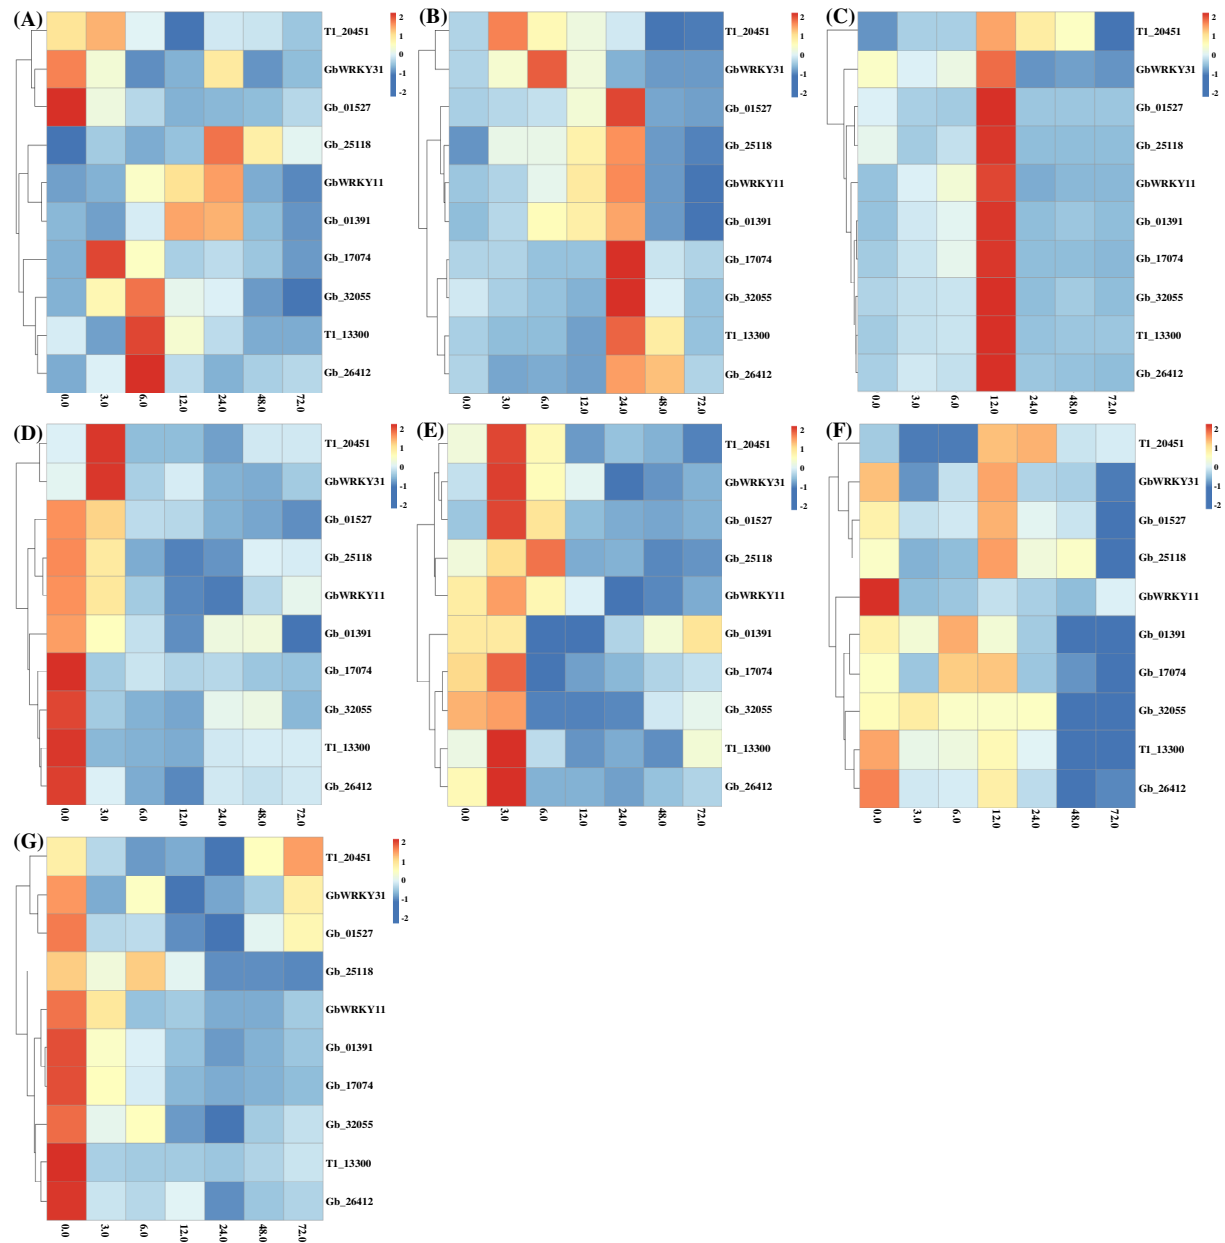 (A)
2
1
0
-1
-2
T1_20451
GbWRKY31
Gb_01527
Gb_25118
GbWRKY11
Gb_01391
Gb_17074
Gb_32055
T1_13300
Gb_26412
0.0 3.0 6.0 12.0 24.0 48.0 72.0
(B)
2
1
0
-1
-2
T1_20451
GbWRKY31
Gb_01527
Gb_25118
GbWRKY11
Gb_01391
Gb_17074
Gb_32055
T1_13300
Gb_26412
0.0 3.0 6.0 12.0 24.0 48.0 72.0
(C)
2
1
0
-1
-2
T1_20451
GbWRKY31
Gb_01527
Gb_25118
GbWRKY11
Gb_01391
Gb_17074
Gb_32055
T1_13300
Gb_26412
0.0 3.0 6.0 12.0 24.0 48.0 72.0
(D)
2
1
0
-1
-2
T1_20451
GbWRKY31
Gb_01527
Gb_25118
GbWRKY11
Gb_01391
Gb_17074
Gb_32055
T1_13300
Gb_26412
0.0 3.0 6.0 12.0 24.0 48.0 72.0
(E)
2
1
0
-1
-2
T1_20451
GbWRKY31
Gb_01527
Gb_25118
GbWRKY11
Gb_01391
Gb_17074
Gb_32055
T1_13300
Gb_26412
0.0 3.0 6.0 12.0 24.0 48.0 72.0
(F)
2
1
0
-1
-2
T1_20451
GbWRKY31
Gb_01527
Gb_25118
GbWRKY11
Gb_01391
Gb_17074
Gb_32055
T1_13300
Gb_26412
0.0 3.0 6.0 12.0 24.0 48.0 72.0
(G)
2
1
0
-1
-2
T1_20451
GbWRKY31
Gb_01527
Gb_25118
GbWRKY11
Gb_01391
Gb_17074
Gb_32055
T1_13300
Gb_26412
0.0 3.0 6.0 12.0 24.0 48.0 72.0